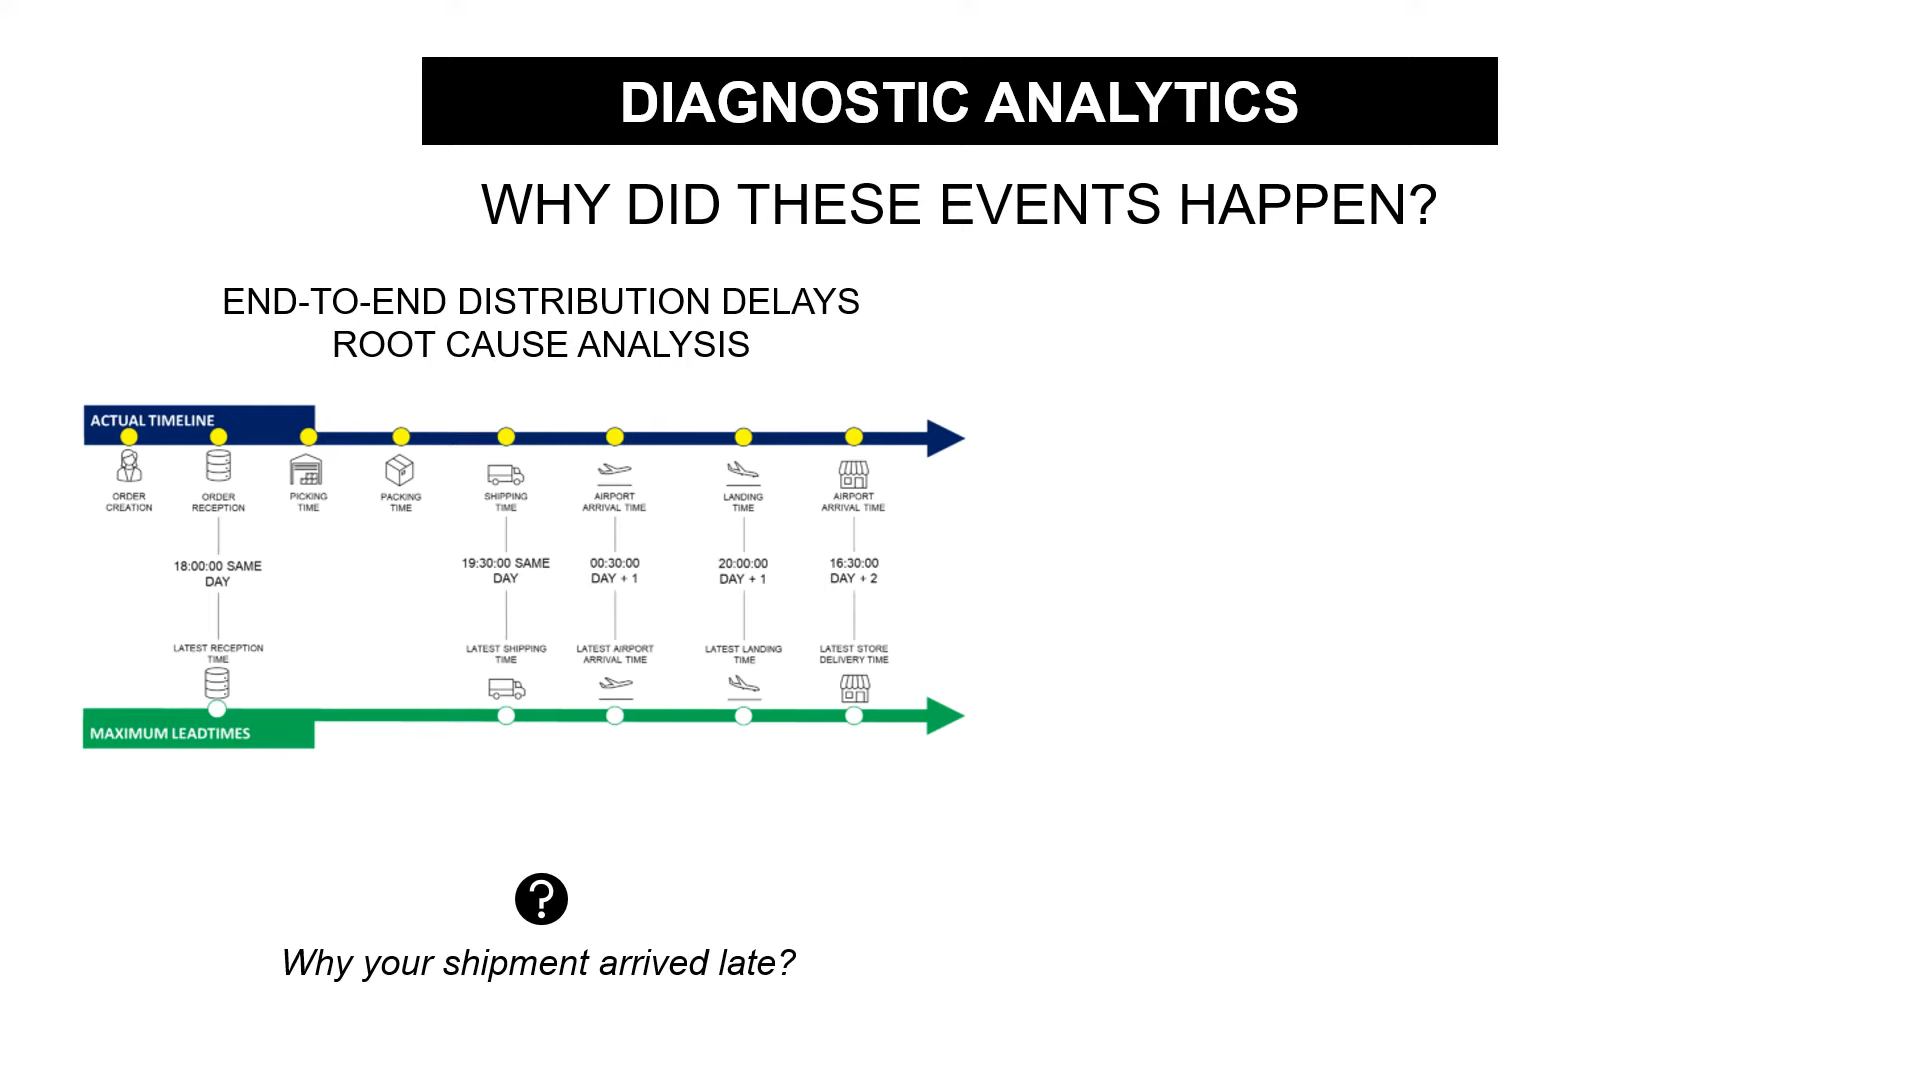 DIAGNOSTIC ANALYTICS
WHY DID THESE EVENTS HAPPEN?
END-TO-END DISTRIBUTION DELAYS
ROOT CAUSE ANALYSIS
ACTUAL TIMELINE
ORDER
CREATION
ORDER
RECEPTION
PICKING
TIME
PACKING
TIME
SHIPPING
TIME
AIRPORT
ARRIVAL TIME
LANDING
TIME
AIRPORT
ARRIVAL TIME
18:00:00 SAME
DAY
19:30:00 SAME
DAY
00:30:00
DAY + 1
20:00:00
DAY + 1
16:30:00
DAY + 2
LATEST RECEPTION
TIME
LATEST SHIPPING
TIME
LATEST AIRPORT
ARRIVAL TIME
LATEST LANDING
TIME
LATEST STORE
DELIVERY TIME
MAXIMUM LEADTIMES
?
Why your shipment arrived late?